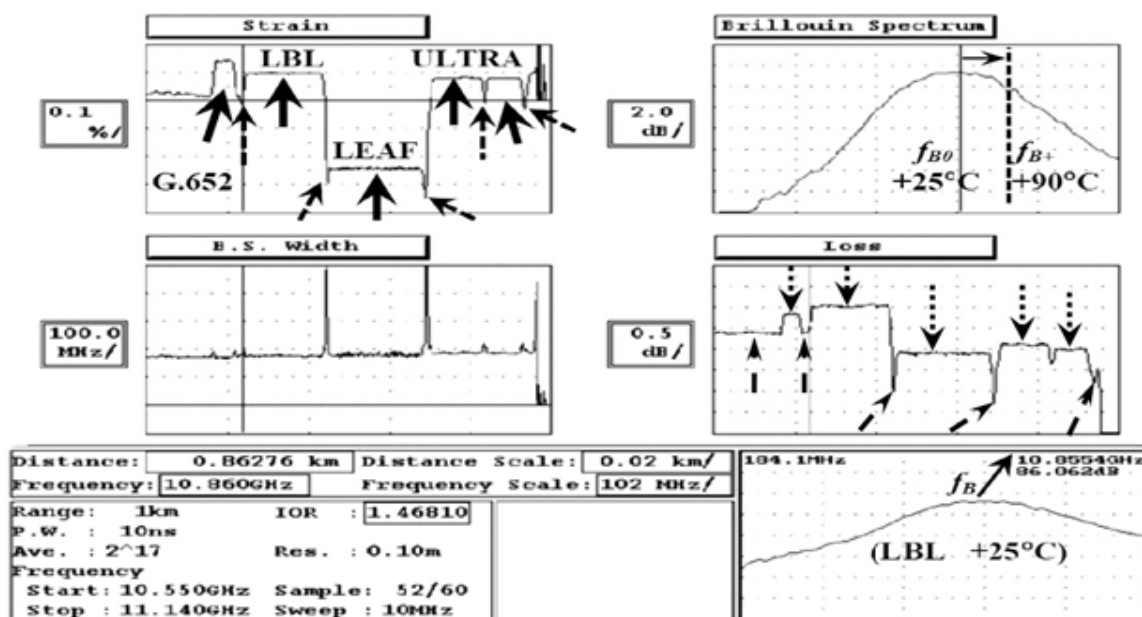 Strain
Brillouin Spectrum
LBL
ULTRA
0.1
%/
LEAF
G.652
2.0
dB/
fB0
+25°C
fB+
+90°C
B.S. Width
Loss
100.0
MHz/
0.5
dB/
Distance: 0.86276 km Distance Scale: 0.02 km/
Frequency: 10.860GHz Frequency Scale: 102 MHz/
Range: 1km IOR : 1.46810
P.W. : 10ns
Ave. : 2^17 Res. : 0.10m
Frequency
Start: 10.550GHz Sample: 52/60
Stop : 11.140GHz Sweep : 10MHz
184.1MHz 10.8554GHz
86.062dB
fB
(LBL +25°C)